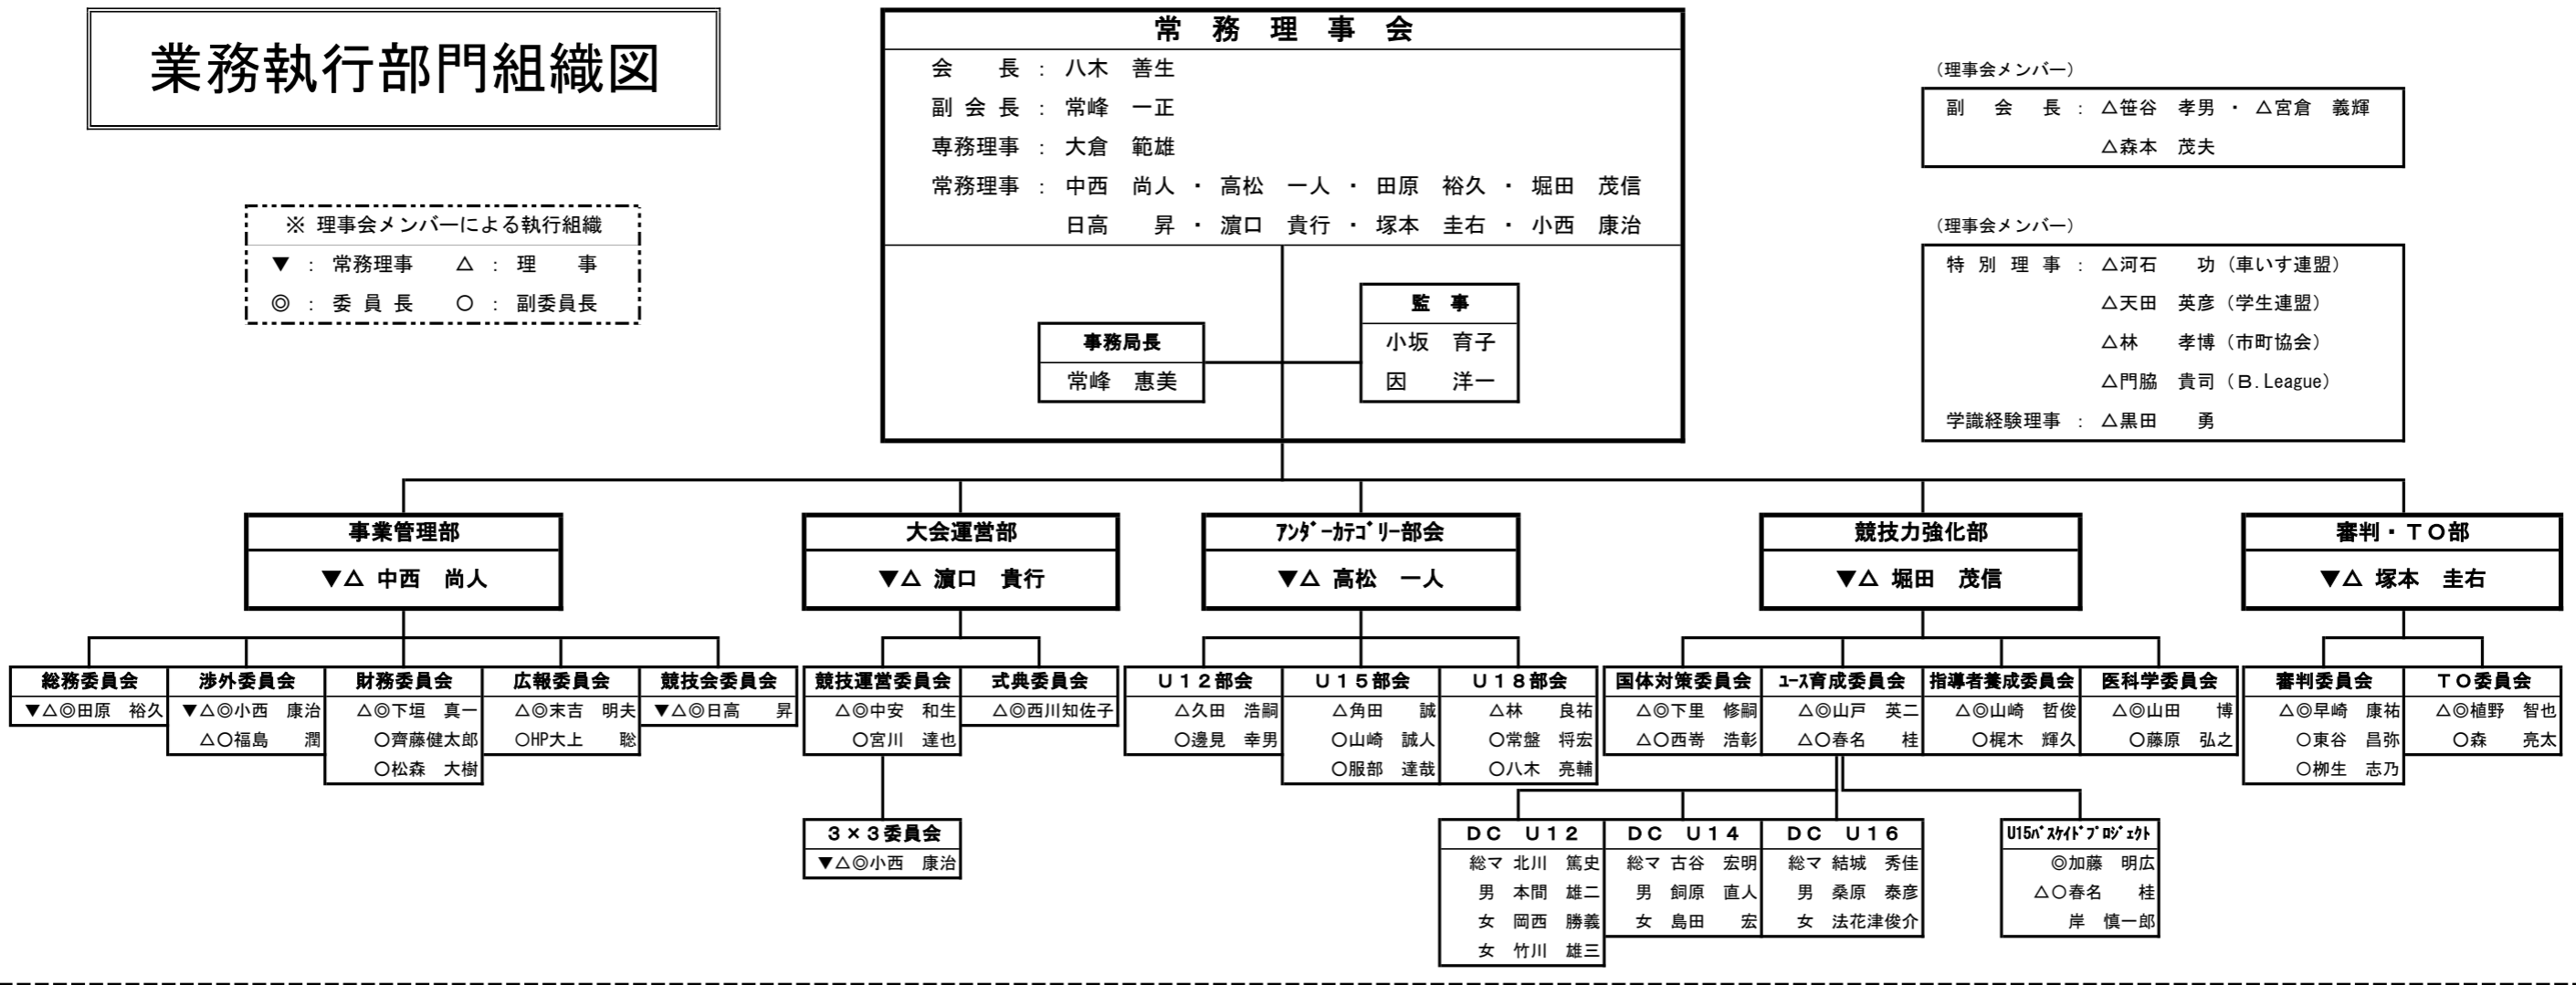 業務執行部門組織図
常　務　理　事　会
会　　長 : 八木　善生
副 会 長 : 常峰　一正
専務理事 : 大倉　範雄
常務理事 : 中西　尚人 ・ 高松　一人 ・ 田原　裕久 ・ 堀田　茂信
日高　　昇 ・ 濵口　貴行 ・ 塚本　圭右 ・ 小西　康治
事務局長
常峰　惠美
監　事
小坂　育子
因　　洋一
※ 理事会メンバーによる執行組織
▼ : 常務理事　△ : 理　　事
◎ : 委 員 長　○ : 副委員長
（理事会メンバー）
副　会　長 : △笹谷　孝男 ・ △宮倉　義輝
△森本　茂夫
（理事会メンバー）
特 別 理 事 : △河石　　功（車いす連盟）
△天田　英彦（学生連盟）
△林　　孝博（市町協会）
△門脇　貴司（Ｂ.League）
学識経験理事 : △黒田　　勇
事業管理部
▼△ 中西　尚人
大会運営部
▼△ 濵口　貴行
ｱﾝﾀﾞｰｶﾃｺﾞﾘｰ部会
▼△ 高松　一人
競技力強化部
▼△ 堀田　茂信
審判・ＴＯ部
▼△ 塚本　圭右
総務委員会
▼△◎田原　裕久
渉外委員会
▼△◎小西　康治
△○福島　　潤
財務委員会
△◎下垣　真一
○齊藤健太郎
○松森　大樹
広報委員会
△◎末吉　明夫
○HP大上　　聡
競技会委員会
▼△◎日高　　昇
競技運営委員会
△◎中安　和生
○宮川　達也
式典委員会
△◎西川知佐子
３×３委員会
▼△◎小西　康治
Ｕ１２部会
△久田　浩嗣
○邊見　幸男
Ｕ１５部会
△角田　　誠
○山崎　誠人
○服部　達哉
Ｕ１８部会
△林　　良祐
○常盤　将宏
○八木　亮輔
国体対策委員会
△◎下里　修嗣
△○西嵜　浩彰
ﾕｰｽ育成委員会
△◎山戸　英二
△○春名　　桂
指導者養成委員会
△◎山崎　哲俊
○梶木　輝久
医科学委員会
△◎山田　　博
○藤原　弘之
審判委員会
△◎早崎　康祐
○東谷　昌弥
○栁生　志乃
ＴＯ委員会
△◎植野　智也
○森　　亮太
ＤＣ　Ｕ１２
総マ 北川　篤史
男　本間　雄二
女　岡西　勝義
女　竹川　雄三
ＤＣ　Ｕ１４
総マ 古谷　宏明
男　飼原　直人
女　島田　　宏
ＤＣ　Ｕ１６
総マ 結城　秀佳
男　桑原　泰彦
女　法花津俊介
U15ﾊﾞｽｹｲﾄﾞﾌﾟﾛｼﾞｪｸﾄ
◎加藤　明広
△○春名　　桂
岸　慎一郎